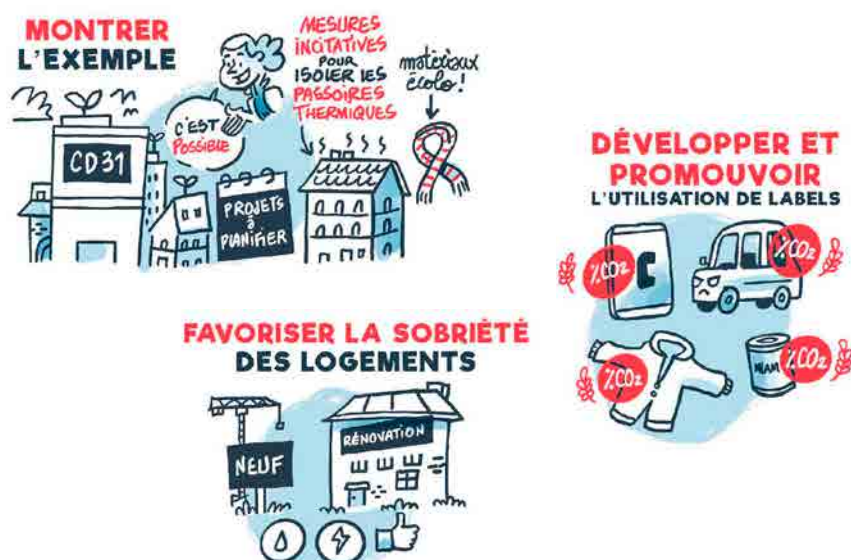 MONTRER
L'EXEMPLE
MESURES
INCITATIVES
POUR
ISOLER LES
PASSOIRES
THERMIQUES
matériaux
écolo !
C'EST
POSSIBLE
CD31
PROJETS
à
PLANIFIER
DÉVELOPPER ET
PROMOUVOIR
L'UTILISATION DE LABELS
%CO2
%CO2
%CO2
MIAM
%CO2
FAVORISER LA SOBRIÉTÉ
DES LOGEMENTS
NEUF
RÉNOVATION